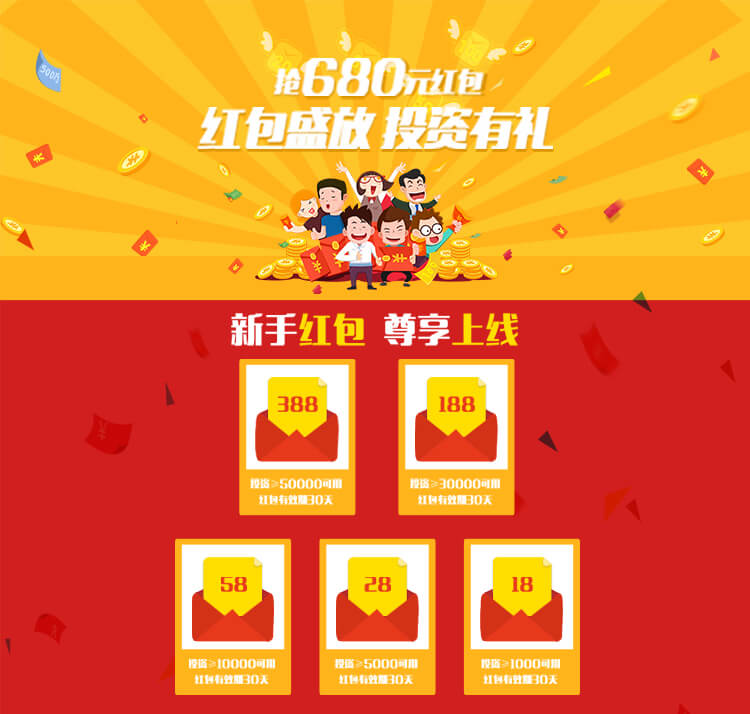 500元
抢680元红包
红包盛放 投资有礼
新手红包 尊享上线
388
投资≥50000可用
红包有效期30天
188
投资≥30000可用
红包有效期30天
58
投资≥10000可用
红包有效期30天
28
投资≥5000可用
红包有效期30天
18
投资≥1000可用
红包有效期30天